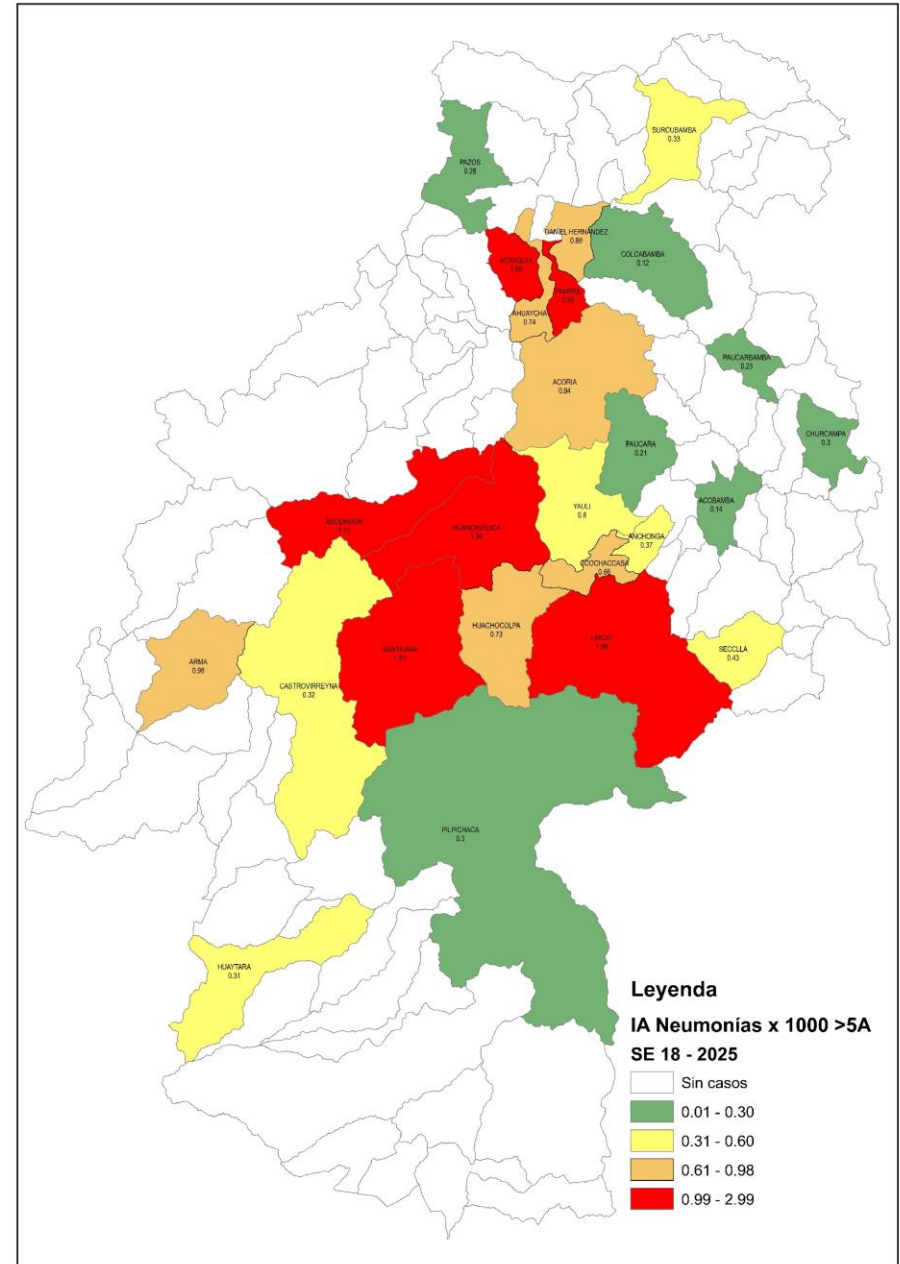 SURCUBAMBA
0.33
PAZOS
0.28
DANIEL HERNANDEZ
0.88
COLCABAMBA
0.12
AHUAYCHA
0.74
PAUCARBAMBA
0.23
ACORIA
0.94
CHURCAMPA
0.3
PAUCARA
0.21
ACOBAMBA
0.14
YAULI
0.6
ASCENSION
HUANCAVELICA
ANCHONGA
0.37
CCOCHACCASA
0.66
HUACHOCOLPA
0.73
LIRCAY
SECCLLA
0.43
SANTA ANA
ARMA
0.98
CASTROVIRREYNA
0.32
PILPICHACA
0.3
HUAYTARA
0.31
Leyenda
IA Neumonías x 1000 >5A
SE 18 - 2025
Sin casos
0.01 - 0.30
0.31 - 0.60
0.61 - 0.98
0.99 - 2.99